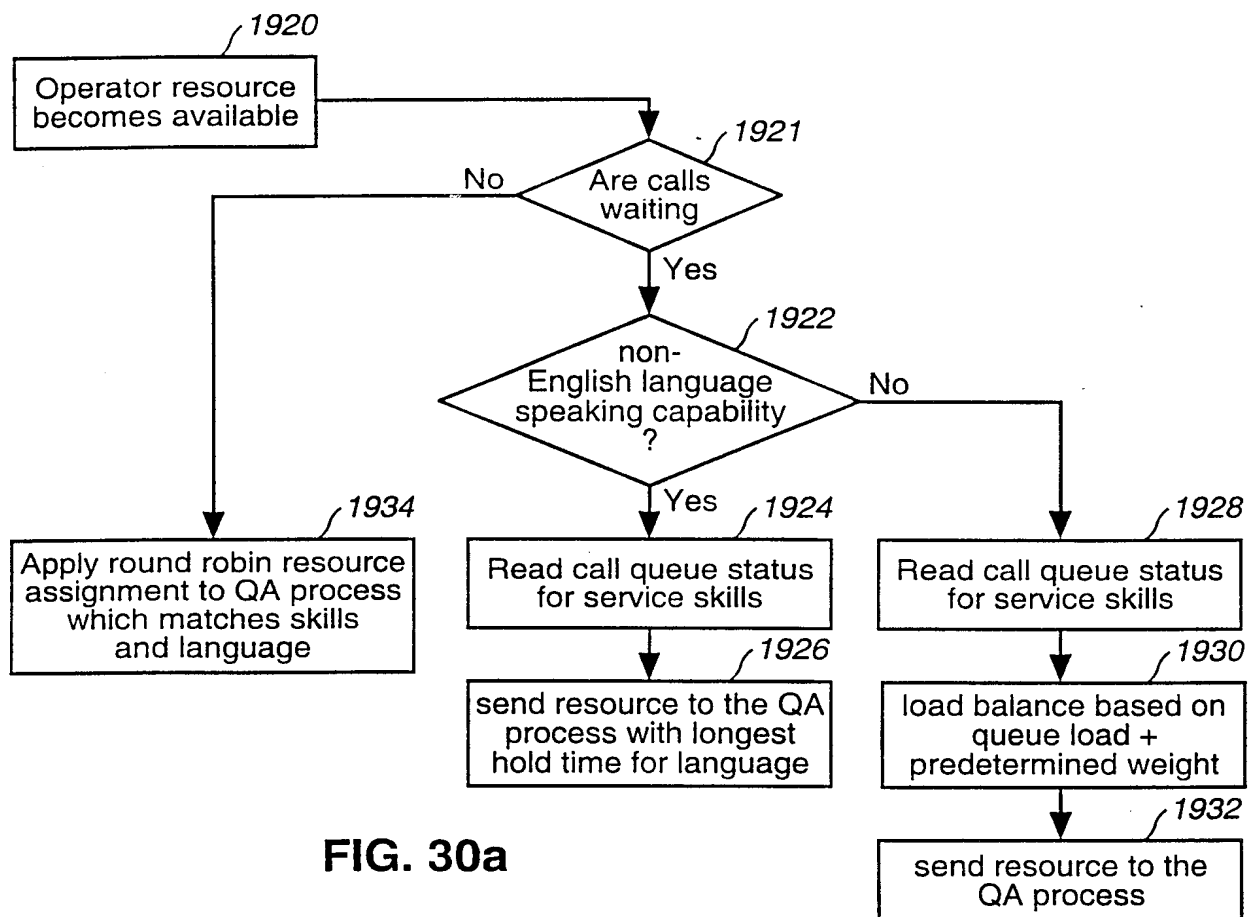 1920
Operator resource
becomes available
1921
Are calls
waiting
No
Yes
1922
non-
English language
speaking capability
?
No
Yes
1934
Apply round robin resource
assignment to QA process
which matches skills
and language
1924
Read call queue status
for service skills
1926
send resource to the QA
process with longest
hold time for language
1928
Read call queue status
for service skills
1930
load balance based on
queue load +
predetermined weight
1932
send resource to the
QA process
FIG. 30a